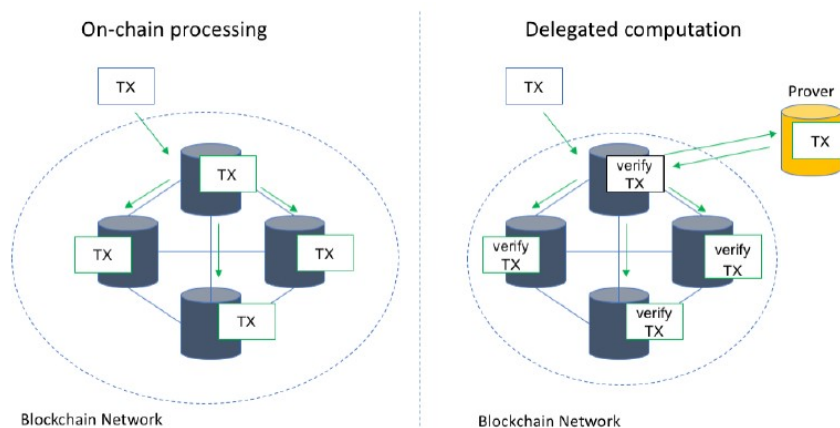 On-chain processing
TX
TX
TX
TX
TX
Blockchain Network
Delegated computation
TX
Prover
TX
verify
TX
verify
TX
verify
TX
verify
TX
Blockchain Network